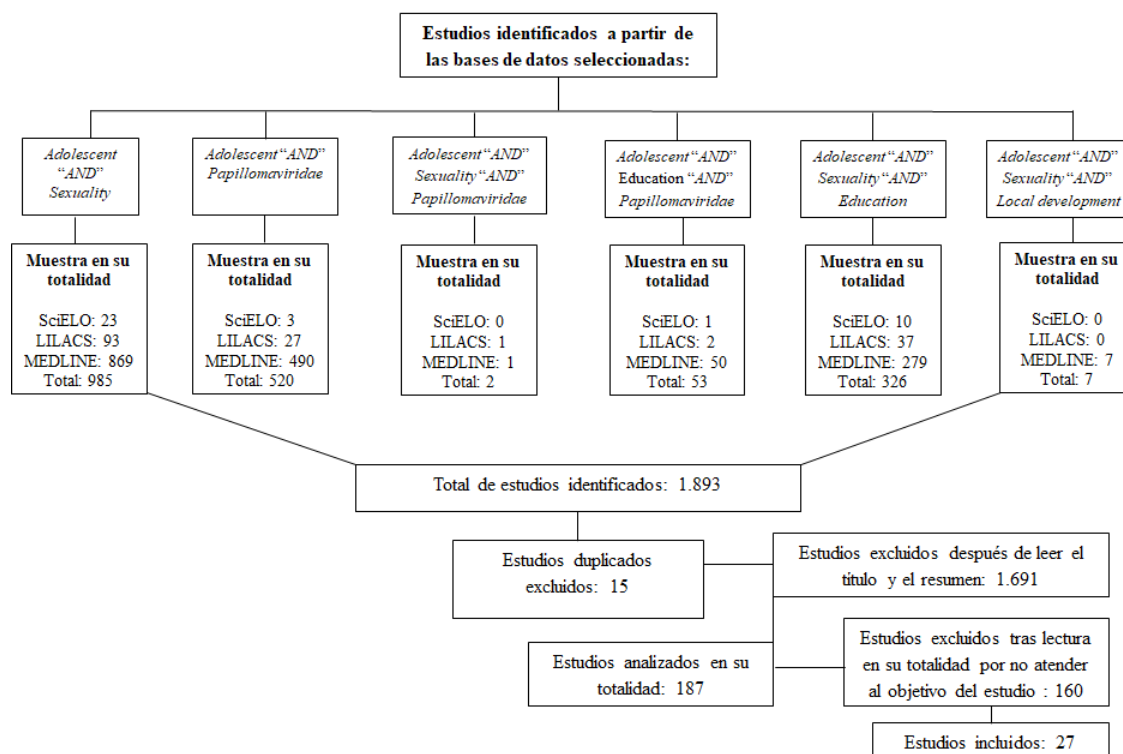 Estudios identificados a partir de
las bases de datos seleccionadas:
Adolescent
“AND”
Sexuality
Adolescent “AND”
Papillomaviridae
Adolescent “AND”
Sexuality “AND”
Papillomaviridae
Adolescent “AND”
Education “AND”
Papillomaviridae
Adolescent “AND”
Sexuality “AND”
Education
Adolescent “AND”
Sexuality “AND”
Local development
Muestra en su
totalidad
SciELO: 23
LILACS: 93
MEDLINE: 869
Total: 985
Muestra en su
totalidad
SciELO: 3
LILACS: 27
MEDLINE: 490
Total: 520
Muestra en su
totalidad
SciELO: 0
LILACS: 1
MEDLINE: 1
Total: 2
Muestra en su
totalidad
SciELO: 1
LILACS: 2
MEDLINE: 50
Total: 53
Muestra en su
totalidad
SciELO: 10
LILACS: 37
MEDLINE: 279
Total: 326
Muestra en su
totalidad
SciELO: 0
LILACS: 0
MEDLINE: 7
Total: 7
Total de estudios identificados: 1.893
Estudios duplicados
excluidos: 15
Estudios excluidos después de leer el
título y el resumen: 1.691
Estudios analizados en su
totalidad: 187
Estudios excluidos tras lectura
en su totalidad por no atender
al objetivo del estudio : 160
Estudios incluidos: 27